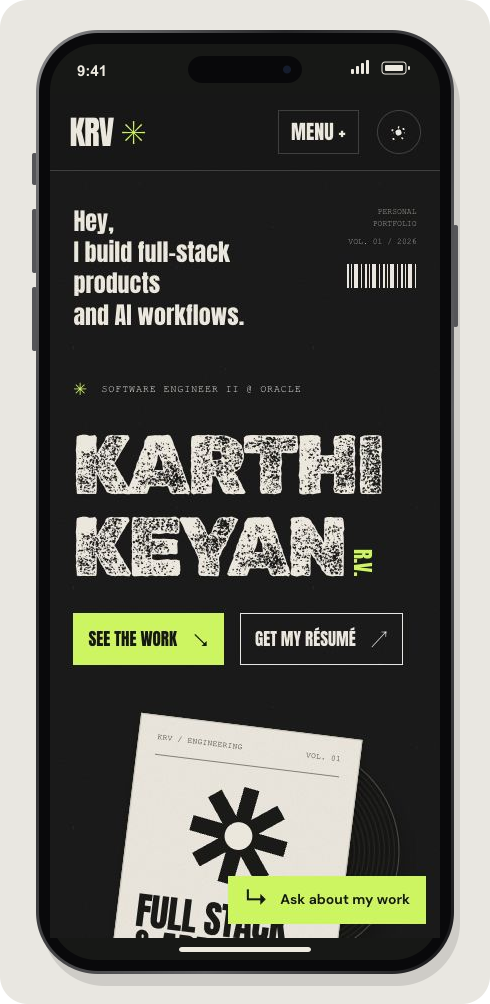 9:41
KRV
MENU +
Hey,
I build full-stack
products
and AI workflows.
PERSONAL
PORTFOLIO
VOL. 01 / 2026
SOFTWARE ENGINEER II @ ORACLE
KARTHI
KEYAN
R.V.
SEE THE WORK ↘
GET MY RÉSUMÉ ↗
KRV / ENGINEERING
VOL. 01
FULL STACK
Ask about my work